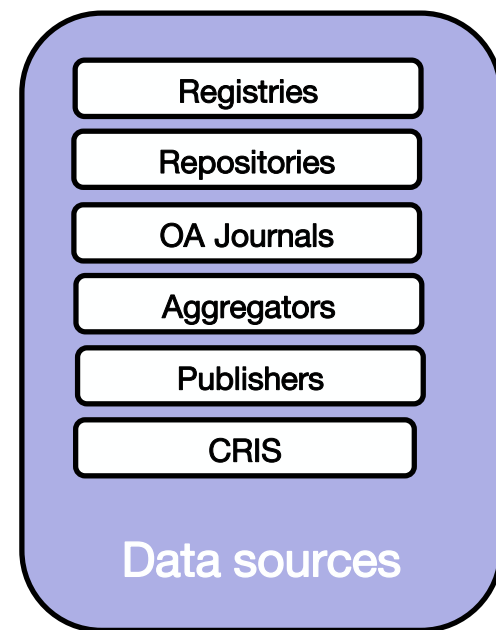 Registries
Repositories
OA Journals
Aggregators
Publishers
CRIS
Data sources